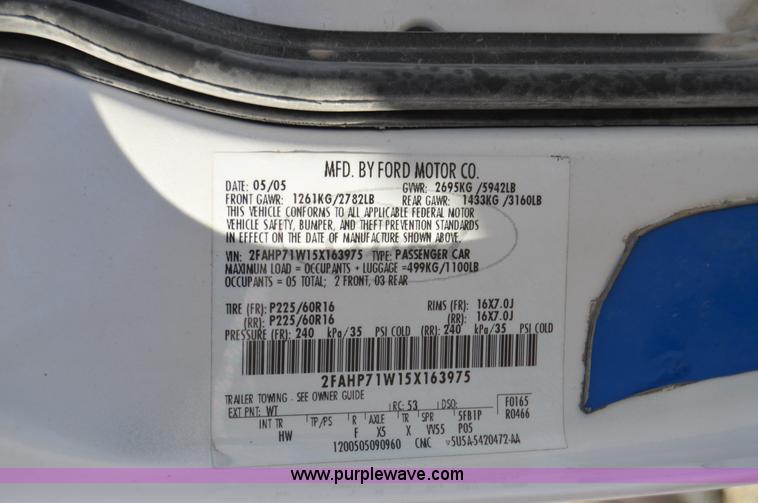 MFD. BY FORD MOTOR CO.
DATE: 05/05 GVWR: 2695KG /5942LB
FRONT GAWR: 1261KG/2782LB REAR GAWR: 1433KG /3160LB
THIS VEHICLE CONFORMS TO ALL APPLICABLE FEDERAL MOTOR
VEHICLE SAFETY, BUMPER, AND THEFT PREVENTION STANDARDS
IN EFFECT ON THE DATE OF MANUFACTURE SHOWN ABOVE.
VIN: 2FAHP71W15X163975 TYPE: PASSENGER CAR
MAXIMUM LOAD = OCCUPANTS + LUGGAGE =499KG/1100LB
OCCUPANTS = 05 TOTAL; 2 FRONT, 03 REAR
TIRE (FR): P225/60R16 RIMS (FR): 16X7.0J
(RR): P225/60R16 (RR): 16X7.0J
PRESSURE (FR): 240 kPa/35 PSI COLD (RR): 240 kPa/35 PSI COLD
2FAHP71W15X163975
TRAILER TOWING - SEE OWNER GUIDE
EXT PNT: WT RC: 53 DSO: F0165
INT TR TP/PS R AXLE TR SPR 5FB1P R0466
HW F X5 X VV55 P05
1200505090960 CNC 5U5A-5420472-AA
www.purplewave.com